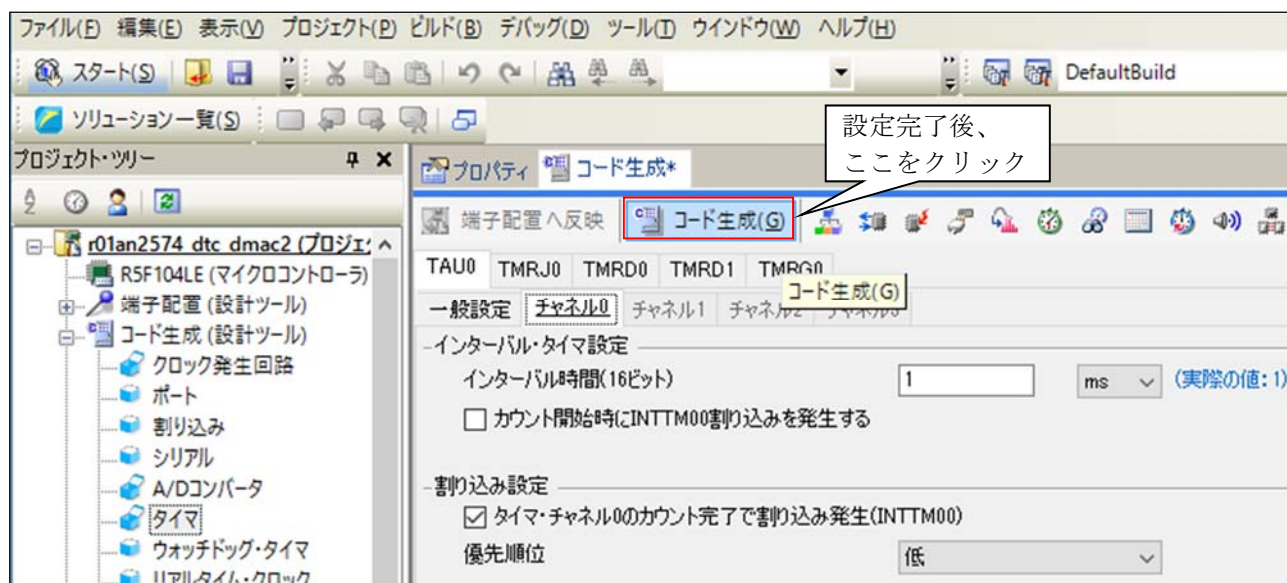 ファイル(F) 編集(E) 表示(V) プロジェクト(P) ビルド(B) デバッグ(D) ツール(T) ウインドウ(W) ヘルプ(H)
スタート(S) DefaultBuild
ソリューション一覧(S)
設定完了後、
ここをクリック
プロジェクト・ツリー
プロパティ コード生成*
端子配置へ反映 コード生成(G)
r01an2574_dtc_dmac2 (プロジェ
R5F104LE (マイクロコントローラ)
端子配置 (設計ツール)
コード生成 (設計ツール)
クロック発生回路
ポート
割り込み
シリアル
A/Dコンバータ
タイマ
ウォッチドッグ・タイマ
リアルタイム・クロック
TAU0 TMRJ0 TMRD0 TMRD1 TMRG0
コード生成(G)
一般設定 チャネル0 チャネル1
インターバル・タイマ設定
インターバル時間(16ビット) 1 ms (実際の値: 1)
カウント開始時にINTTM00割り込みを発生する
割り込み設定
タイマ・チャネル0のカウント完了で割り込み発生(INTTM00)
優先順位 低